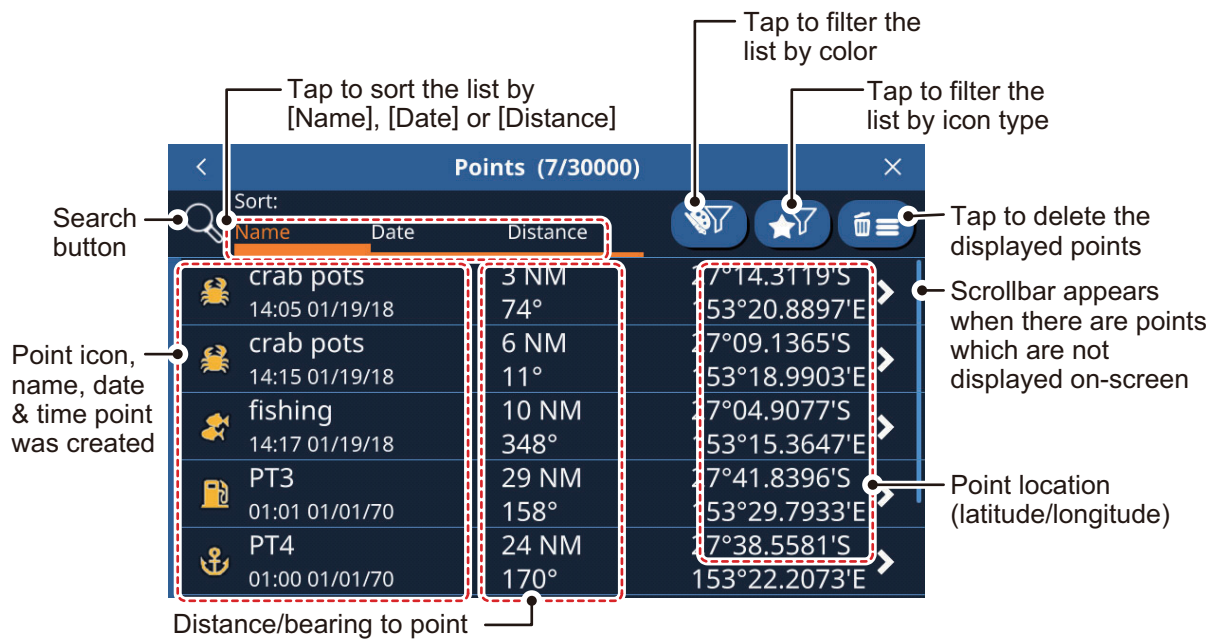 Tap to filter the
list by color
Tap to sort the list by
[Name], [Date] or [Distance]
Tap to filter the
list by icon type
Points (7/30000)
Search
button
Sort:
Name Date Distance
Tap to delete the
displayed points
crab pots 3 NM 27°14.3119'S
14:05 01/19/18 74° 153°20.8897'E
Scrollbar appears
when there are points
which are not
displayed on-screen
Point icon,
name, date
& time point
was created
crab pots 6 NM 27°09.1365'S
14:15 01/19/18 11° 153°18.9903'E
fishing 10 NM 27°04.9077'S
14:17 01/19/18 348° 153°15.3647'E
PT3 29 NM 27°41.8396'S
01:01 01/01/70 158° 153°29.7933'E
Point location
(latitude/longitude)
PT4 24 NM 27°38.5581'S
01:00 01/01/70 170° 153°22.2073'E
Distance/bearing to point